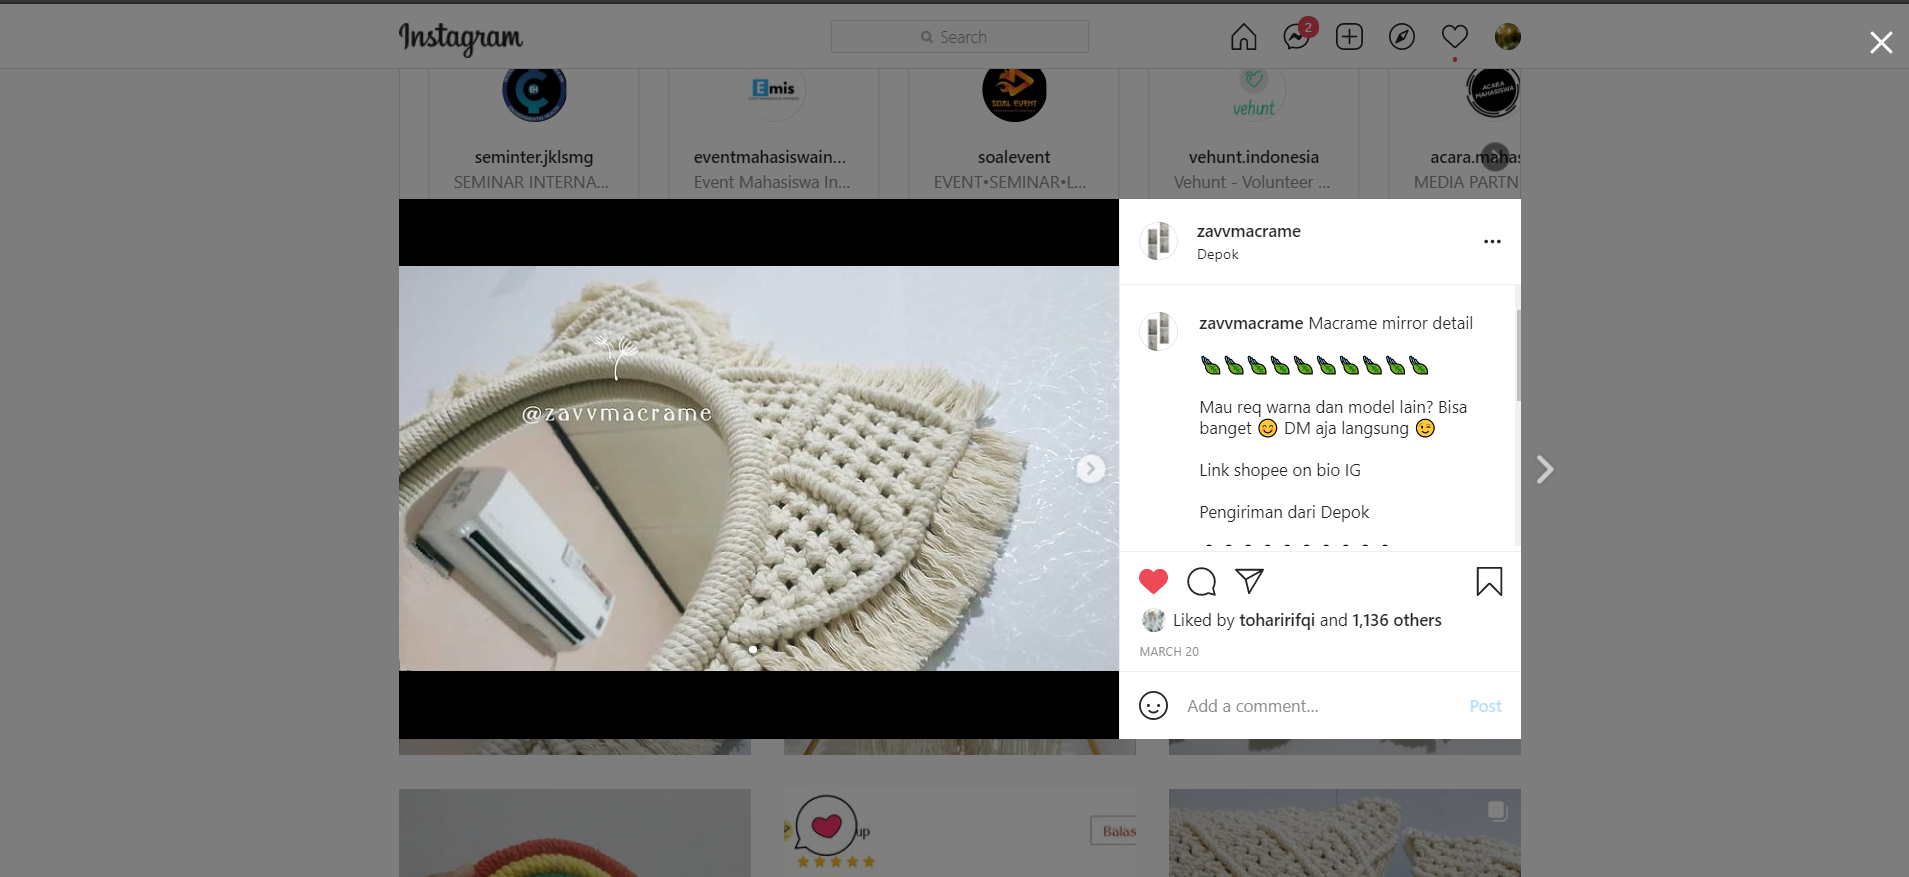 Instagram
Search
2
EH
Emis
SOAL EVENT
vehunt
ACARA
MAHASISWA
seminter.jklsmg
eventmahasiswain...
soalevent
vehunt.indonesia
acara.mahas
SEMINAR INTERNA...
Event Mahasiswa In...
EVENT•SEMINAR•L...
Vehunt - Volunteer ...
MEDIA PARTN
@zavvmacrame
zavvmacrame
Depok
zavvmacrame Macrame mirror detail
Mau req warna dan model lain? Bisa
banget 😊 DM aja langsung 😉
Link shopee on bio IG
Pengiriman dari Depok
Liked by toharirifqi and 1,136 others
MARCH 20
Add a comment...
Post
up
Balas